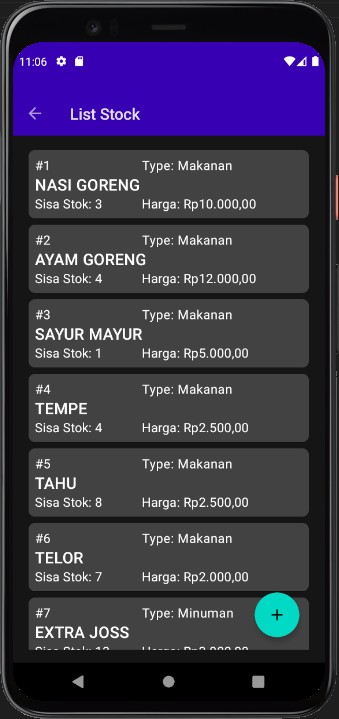 11:06
List Stock
#1 Type: Makanan
NASI GORENG
Sisa Stok: 3 Harga: Rp10.000,00
#2 Type: Makanan
AYAM GORENG
Sisa Stok: 4 Harga: Rp12.000,00
#3 Type: Makanan
SAYUR MAYUR
Sisa Stok: 1 Harga: Rp5.000,00
#4 Type: Makanan
TEMPE
Sisa Stok: 4 Harga: Rp2.500,00
#5 Type: Makanan
TAHU
Sisa Stok: 8 Harga: Rp2.500,00
#6 Type: Makanan
TELOR
Sisa Stok: 7 Harga: Rp2.000,00
#7 Type: Minuman
EXTRA JOSS
Sisa Stok: Harga: